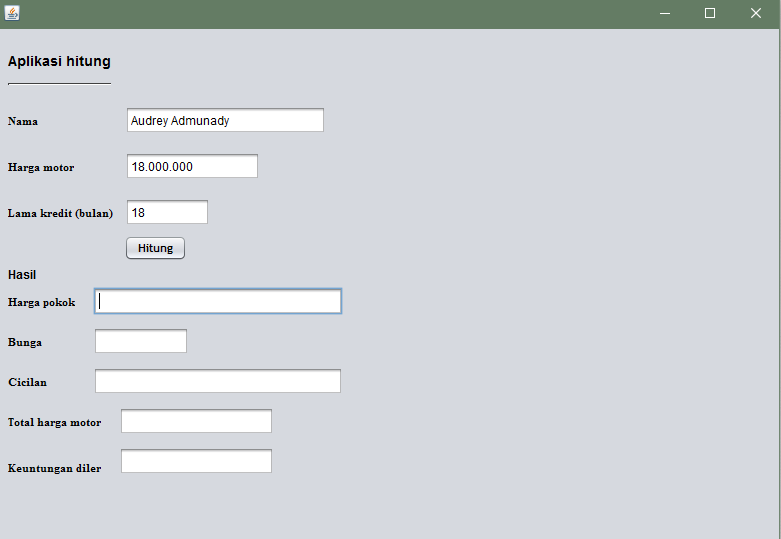 Aplikasi hitung
Nama Audrey Admunady
Harga motor 18.000.000
Lama kredit (bulan) 18
Hitung
Hasil
Harga pokok
Bunga
Cicilan
Total harga motor
Keuntungan diler